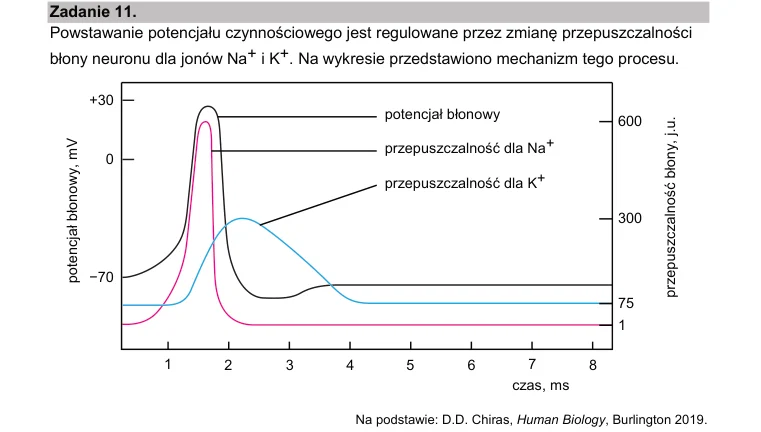 Zadanie 11.
Powstawanie potencjału czynnościowego jest regulowane przez zmianę przepuszczalności
błony neuronu dla jonów Na⁺ i K⁺. Na wykresie przedstawiono mechanizm tego procesu.
+30
0
−70
potencjał błonowy, mV
potencjał błonowy
przepuszczalność dla Na⁺
przepuszczalność dla K⁺
600
300
75
1
przepuszczalność błony, j.u.
1 2 3 4 5 6 7 8
czas, ms
Na podstawie: D.D. Chiras, Human Biology, Burlington 2019.